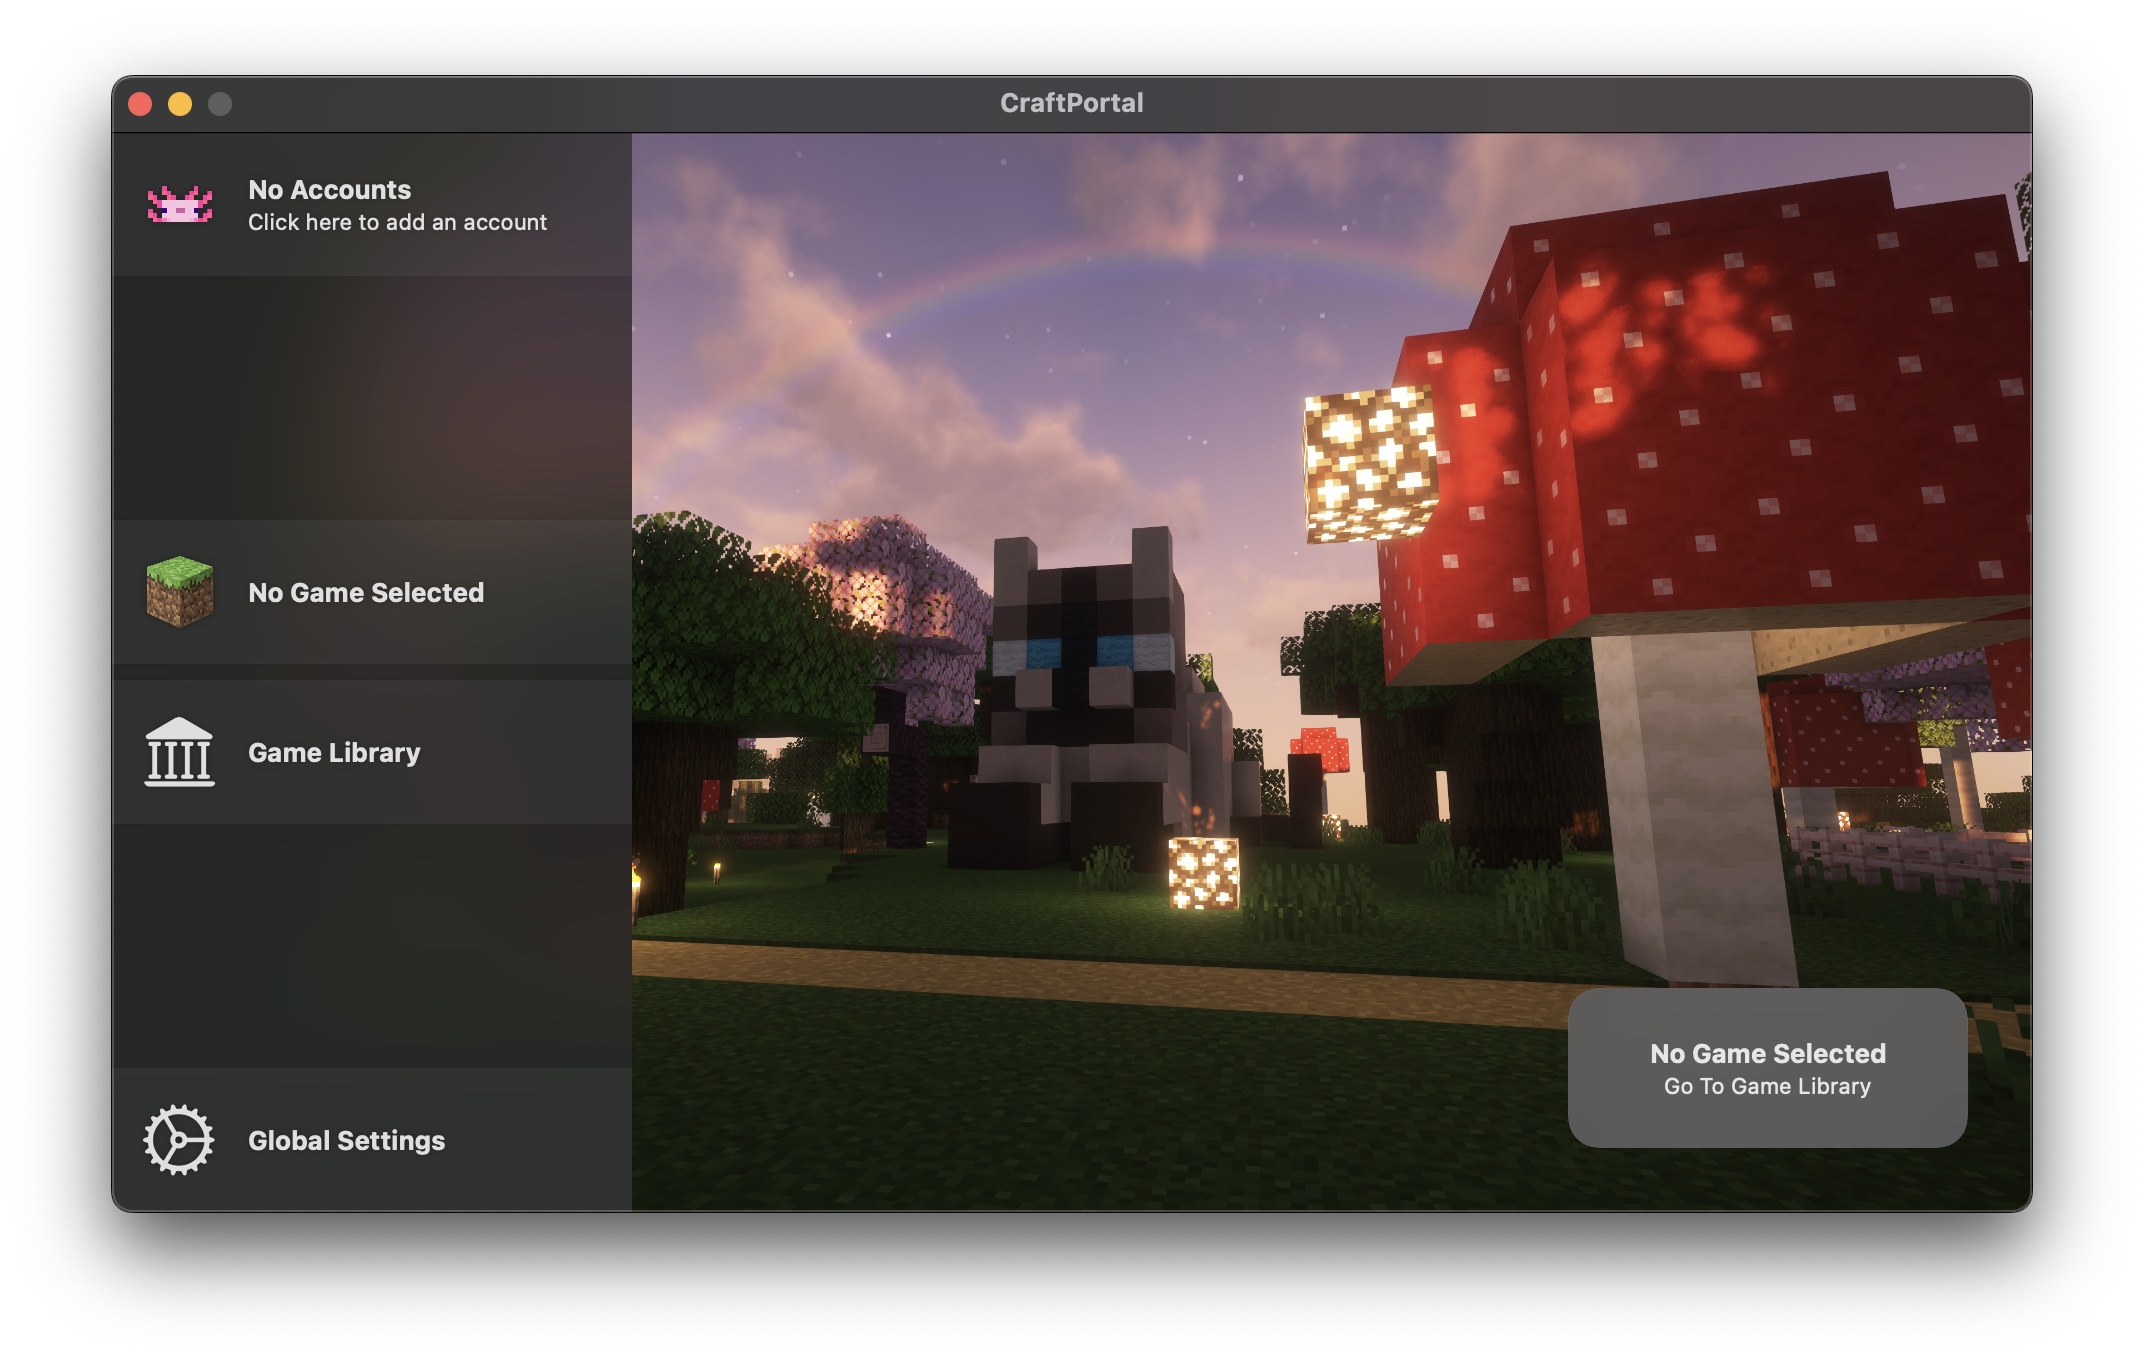 CraftPortal
No Accounts
Click here to add an account
No Game Selected
Game Library
Global Settings
No Game Selected
Go To Game Library